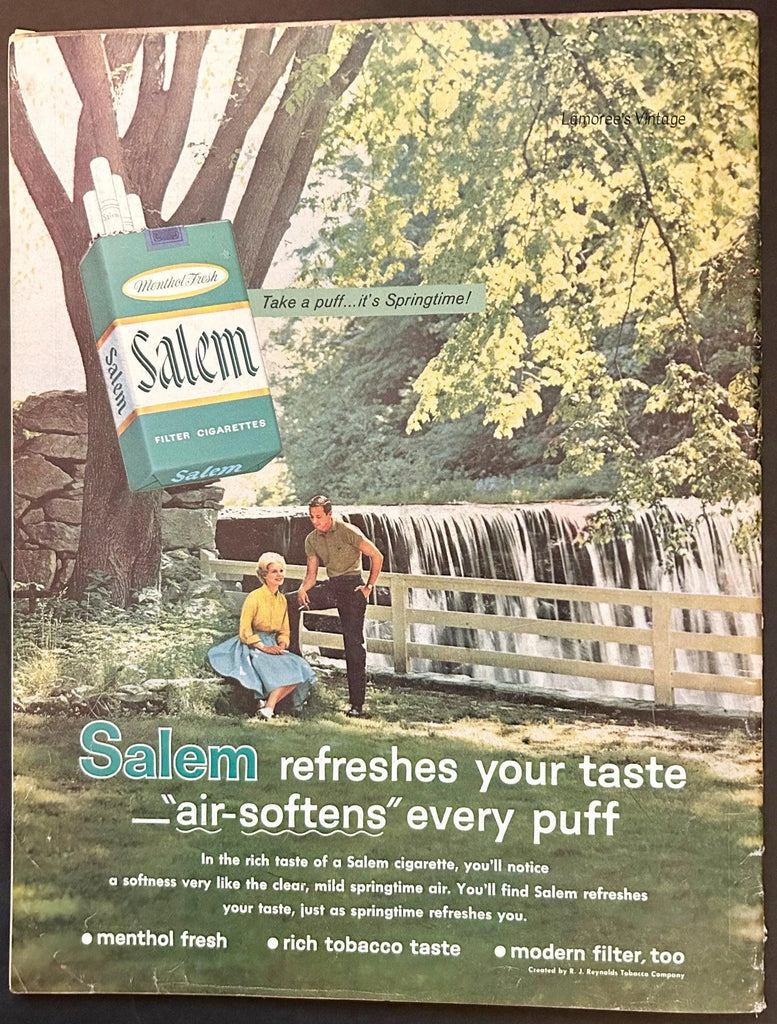 Lamoree's Vintage
Menthol Fresh
Take a puff...it's Springtime!
Salem
Salem
FILTER CIGARETTES
Salem
Salem refreshes your taste
—"air-softens" every puff
In the rich taste of a Salem cigarette, you'll notice
a softness very like the clear, mild springtime air. You'll find Salem refreshes
your taste, just as springtime refreshes you.
• menthol fresh • rich tobacco taste • modern filter, too
Created by R. J. Reynolds Tobacco Company